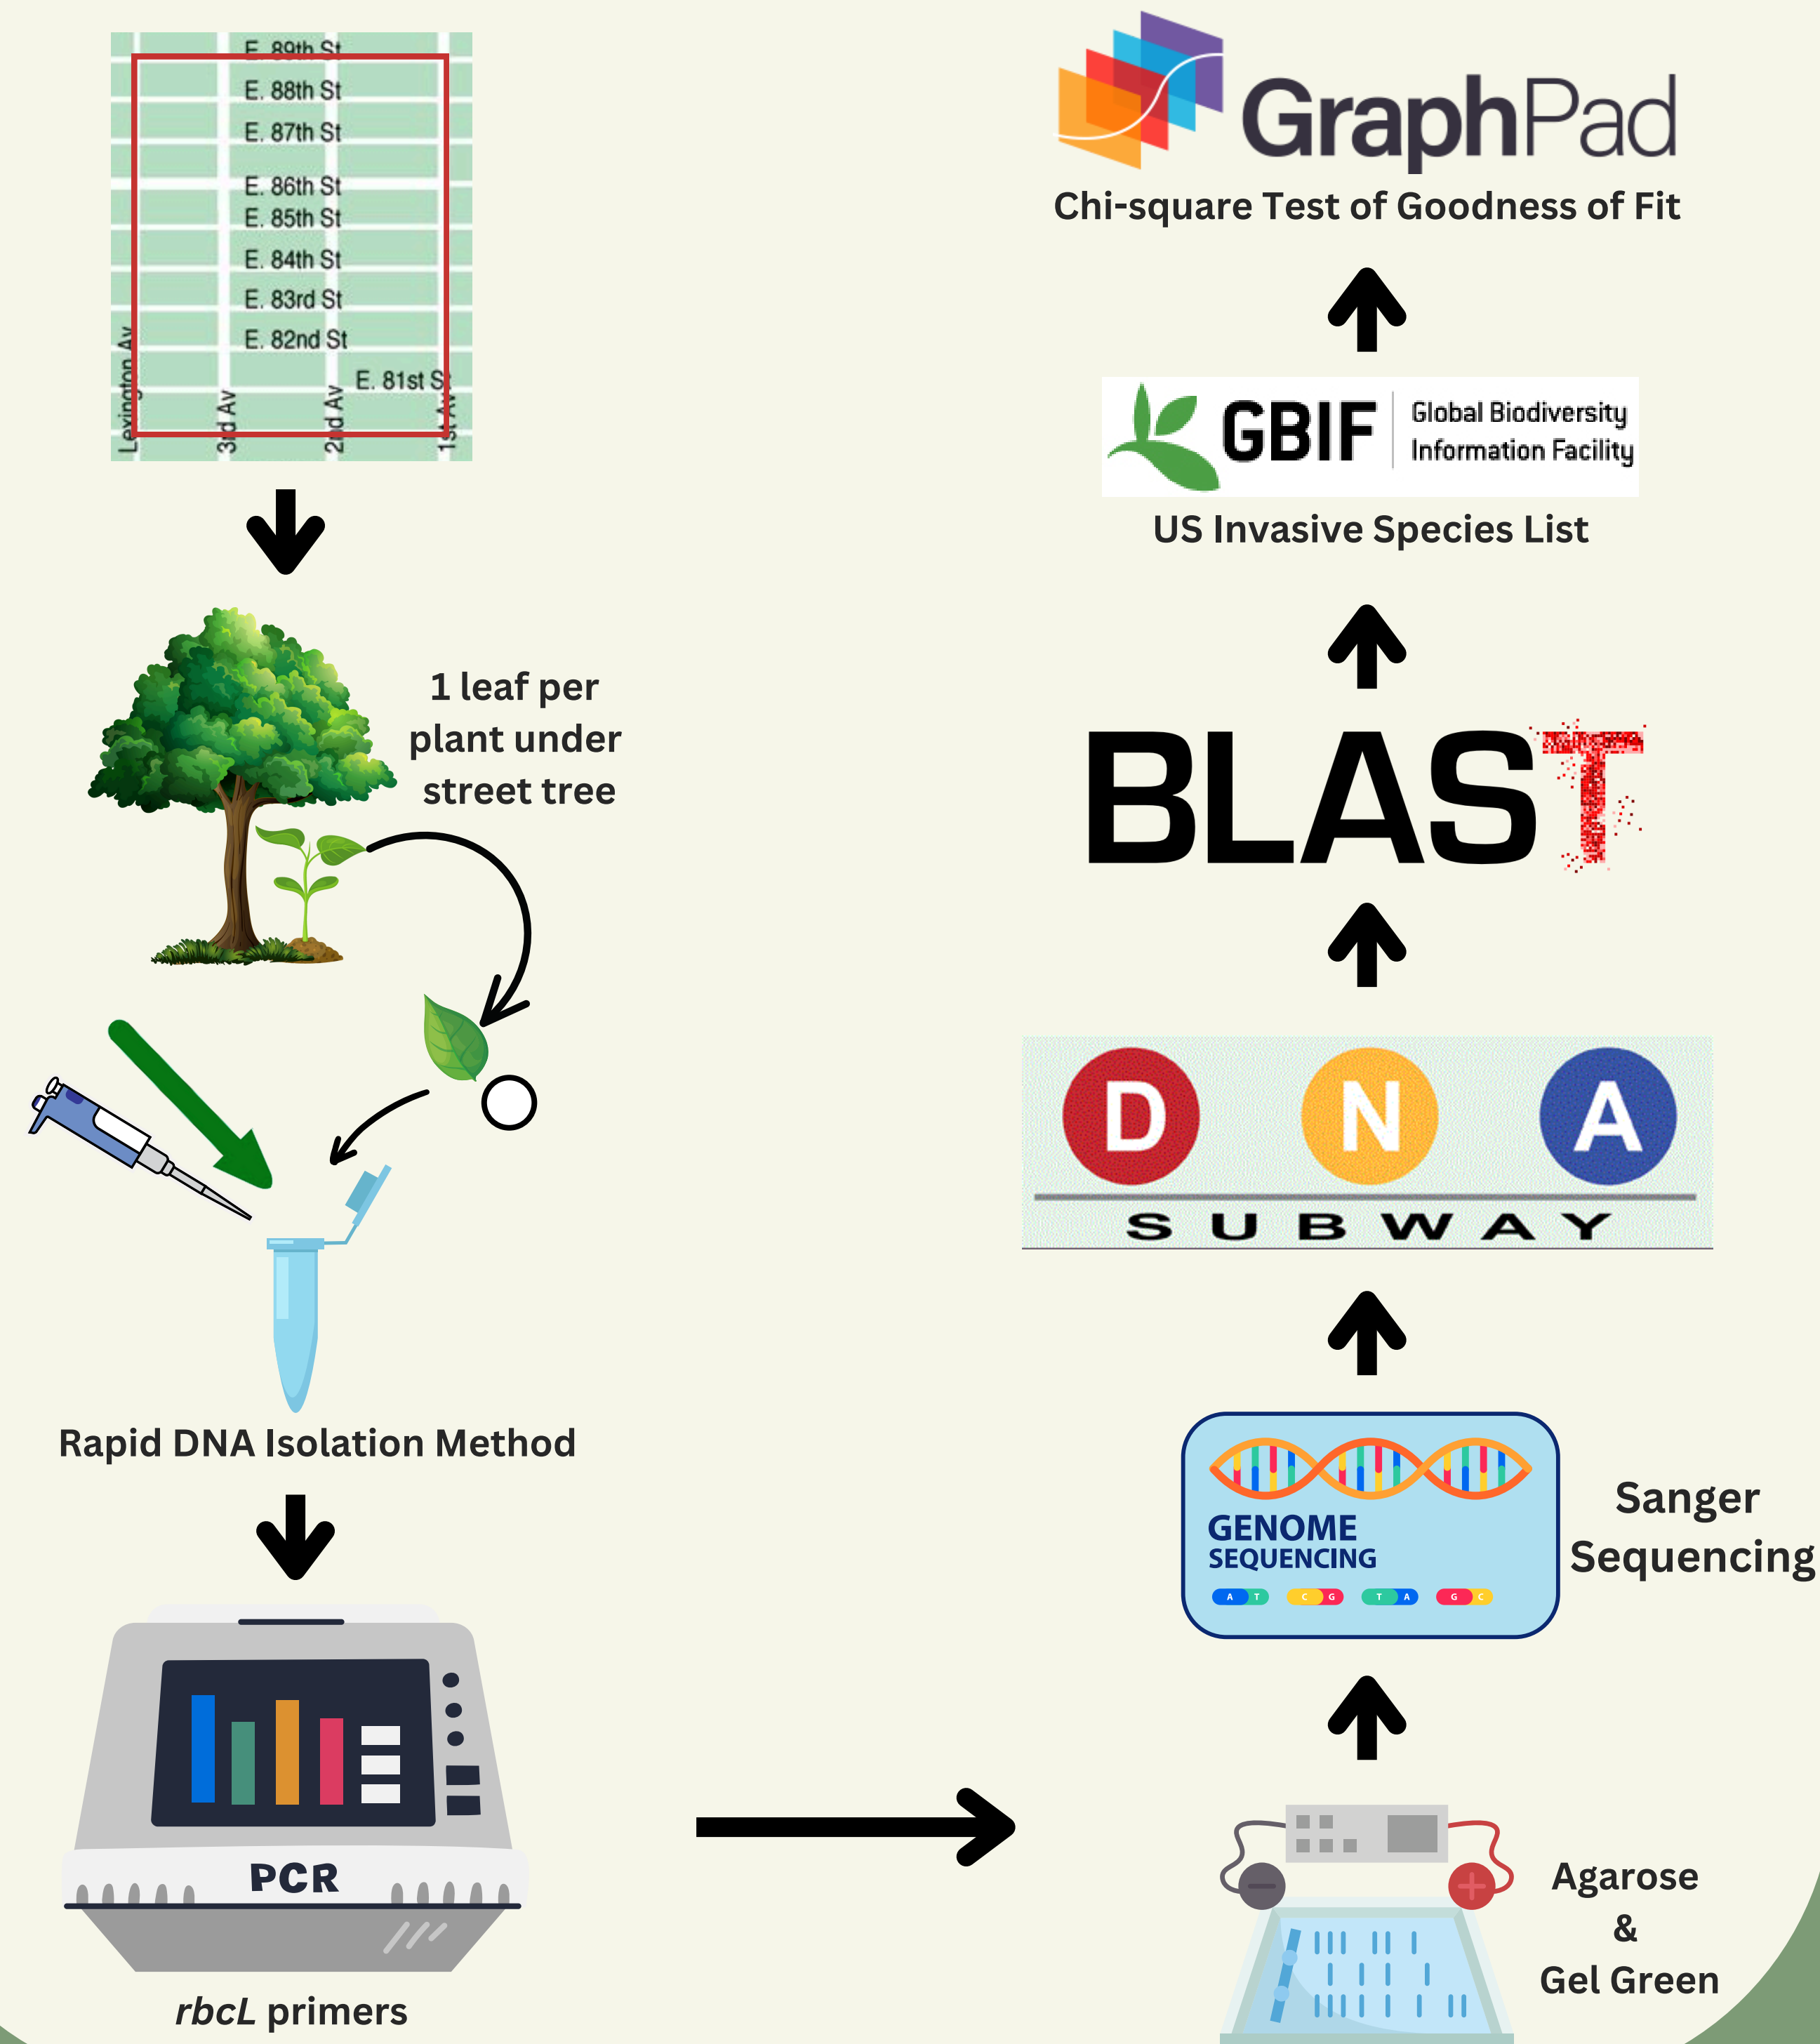 E. 89th St
E. 88th St
E. 87th St
E. 86th St
E. 85th St
E. 84th St
E. 83rd St
E. 82nd St
E. 81st St
Lexington Av
3rd Av
2nd Av
1st Av
1 leaf per
plant under
street tree
Rapid DNA Isolation Method
PCR
rbcL primers
GraphPad
Chi-square Test of Goodness of Fit
GBIF
Global Biodiversity
Information Facility
US Invasive Species List
BLAST
D N A
SUBWAY
GENOME
SEQUENCING
A T C G T A G C
Sanger
Sequencing
Agarose
&
Gel Green